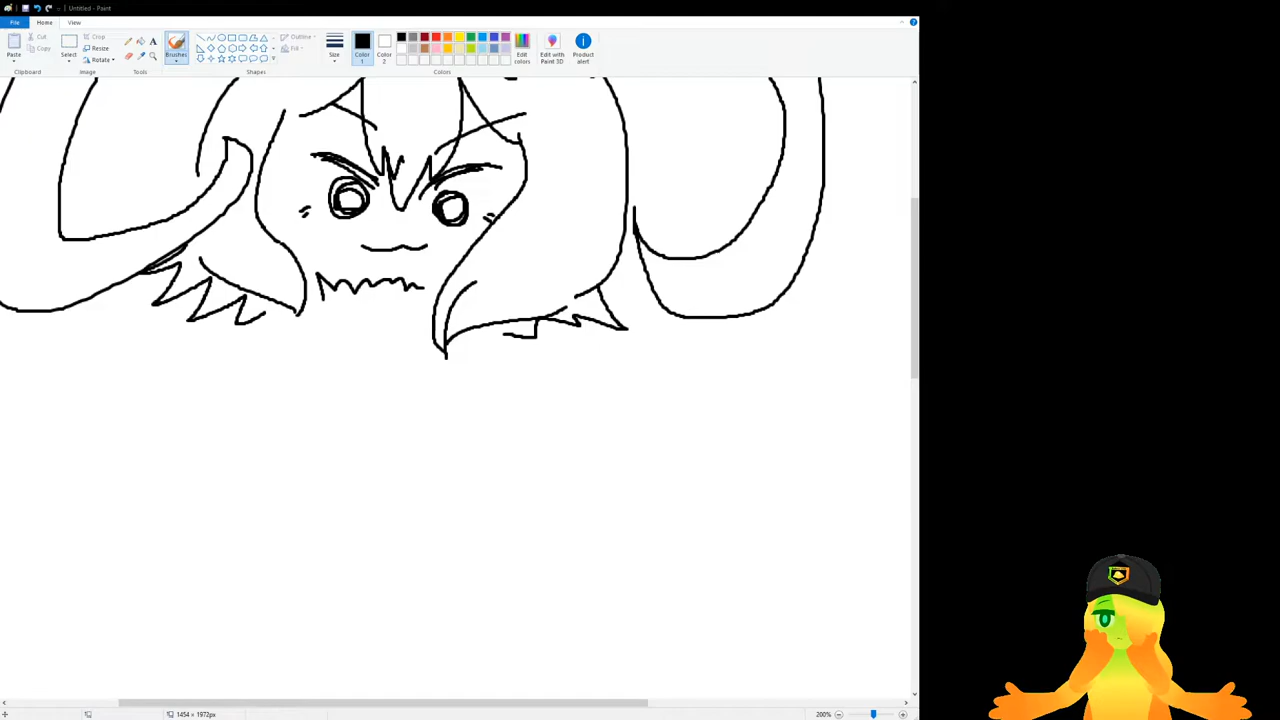 Untitled - Paint
File Home View
Paste
Cut
Copy
Clipboard
Select
Crop
Resize
Rotate
Image
Tools
Brushes
Shapes
Outline
Fill
Size
Color 1
Color 2
Colors
Edit colors
Edit with Paint 3D
Product alert
1454 × 1972px
200%